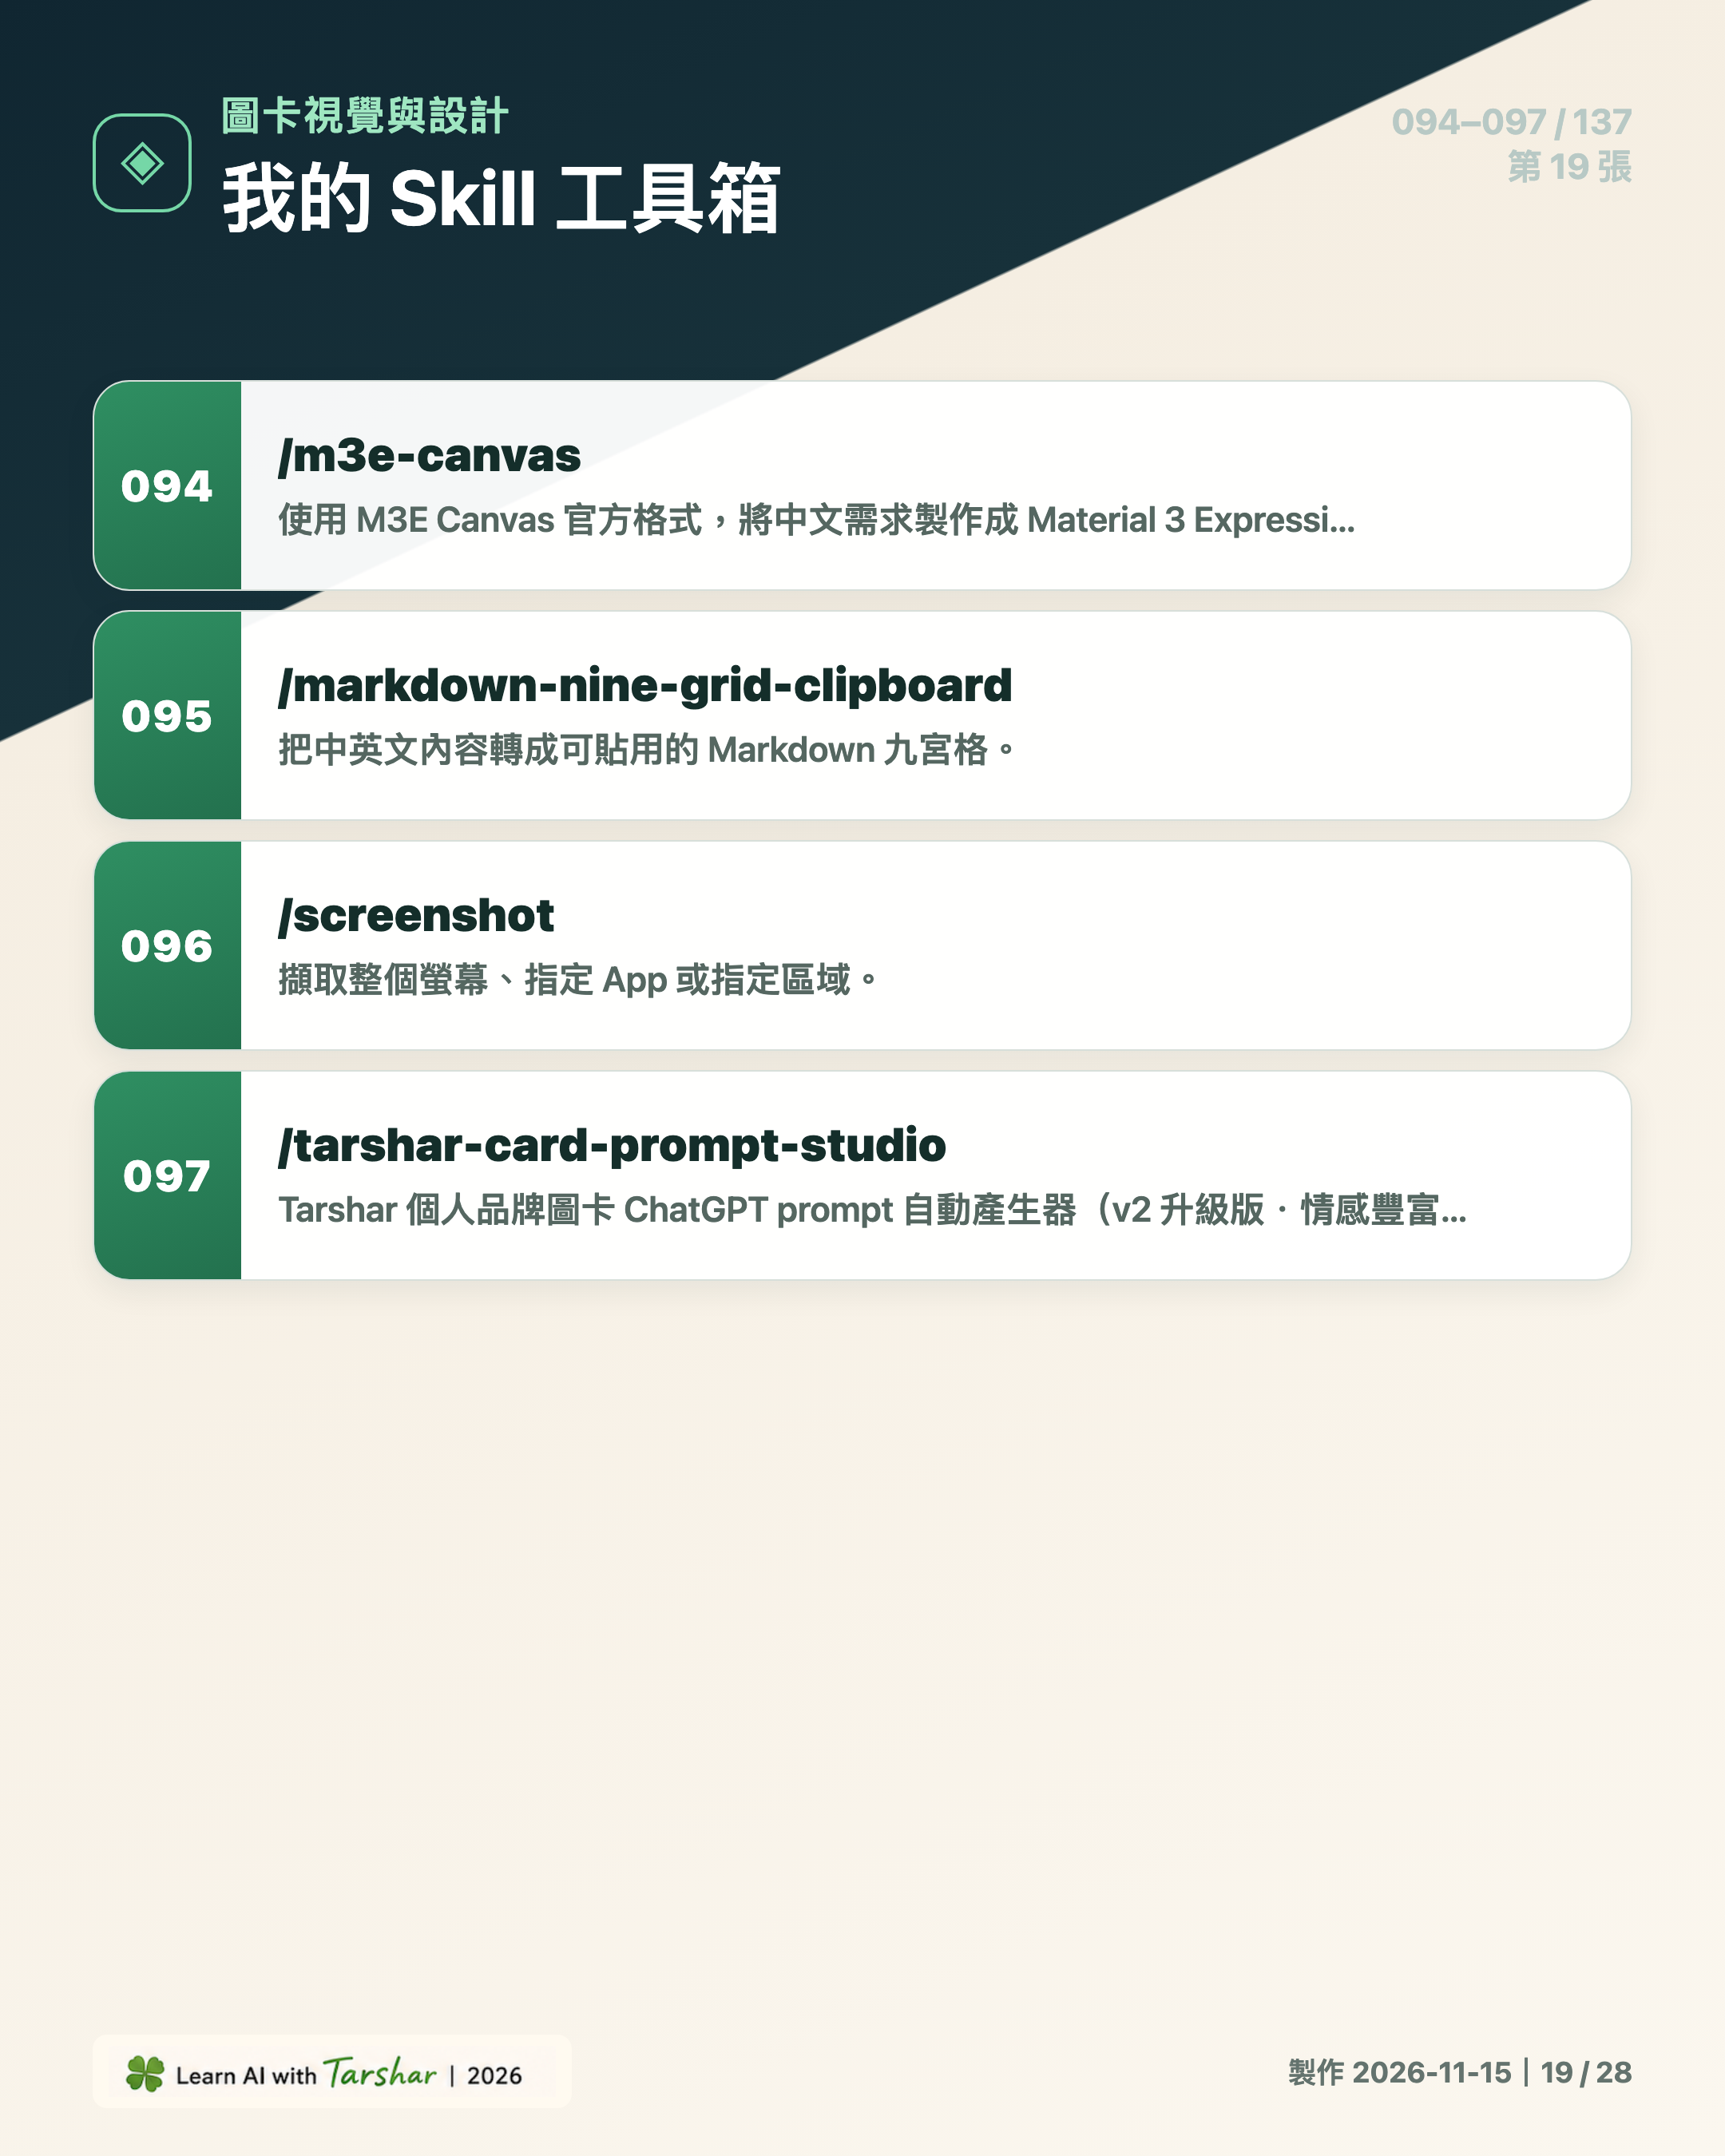 圖卡視覺與設計
我的 Skill 工具箱
094–097 / 137
第 19 張
094
/m3e-canvas
使用 M3E Canvas 官方格式，將中文需求製作成 Material 3 Expressi…
095
/markdown-nine-grid-clipboard
把中英文內容轉成可貼用的 Markdown 九宮格。
096
/screenshot
擷取整個螢幕、指定 App 或指定區域。
097
/tarshar-card-prompt-studio
Tarshar 個人品牌圖卡 ChatGPT prompt 自動產生器（v2 升級版 · 情感豐富…
Learn AI with Tarshar | 2026
製作 2026-11-15｜19 / 28